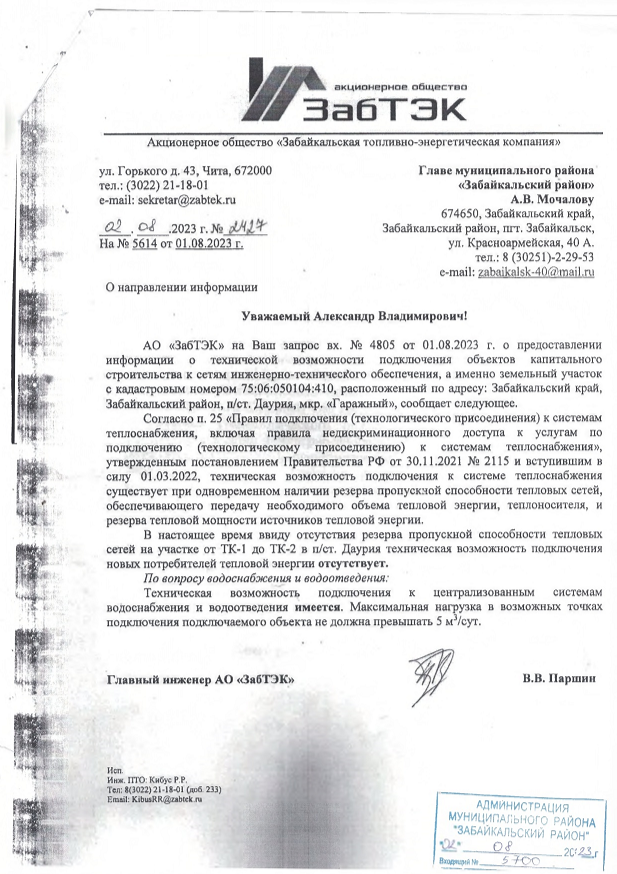 акционерное общество
ЗабТЭК
Акционерное общество «Забайкальская топливно-энергетическая компания»
ул. Горького д. 43, Чита, 672000
тел.: (3022) 21-18-01
e-mail: sekretar@zabtek.ru
02 . 08 .2023 г. № 2427
На № 5614 от 01.08.2023 г.
Главе муниципального района
«Забайкальский район»
А.В. Мочалову
674650, Забайкальский край,
Забайкальский район, пгт. Забайкальск,
ул. Красноармейская, 40 А.
тел.: 8 (30251)-2-29-53
e-mail: zabaikalsk-40@mail.ru
О направлении информации
Уважаемый Александр Владимирович!
АО «ЗабТЭК» на Ваш запрос вх. № 4805 от 01.08.2023 г. о предоставлении
информации о технической возможности подключения объектов капитального
строительства к сетям инженерно-технического обеспечения, а именно земельный участок
с кадастровым номером 75:06:050104:410, расположенный по адресу: Забайкальский край,
Забайкальский район, п/ст. Даурия, мкр. «Гаражный», сообщает следующее.
Согласно п. 25 «Правил подключения (технологического присоединения) к системам
теплоснабжения, включая правила недискриминационного доступа к услугам по
подключению (технологическому присоединению) к системам теплоснабжения»,
утвержденным постановлением Правительства РФ от 30.11.2021 № 2115 и вступившим в
силу 01.03.2022, техническая возможность подключения к системе теплоснабжения
существует при одновременном наличии резерва пропускной способности тепловых сетей,
обеспечивающего передачу необходимого объема тепловой энергии, теплоносителя, и
резерва тепловой мощности источников тепловой энергии.
В настоящее время ввиду отсутствия резерва пропускной способности тепловых
сетей на участке от ТК-1 до ТК-2 в п/ст. Даурия техническая возможность подключения
новых потребителей тепловой энергии отсутствует.
По вопросу водоснабжения и водоотведения:
Техническая возможность подключения к централизованным системам
водоснабжения и водоотведения имеется. Максимальная нагрузка в возможных точках
подключения подключаемого объекта не должна превышать 5 м³/сут.
Главный инженер АО «ЗабТЭК»
В.В. Паршин
Исп.
Инж. ПТО: Кибус Р.Р.
Тел: 8(3022) 21-18-01 (доб. 233)
Email: KibusRR@zabtek.ru
АДМИНИСТРАЦИЯ
МУНИЦИПАЛЬНОГО РАЙОНА
"ЗАБАЙКАЛЬСКИЙ РАЙОН"
"02" 08 2023 г
Входящий № 5700